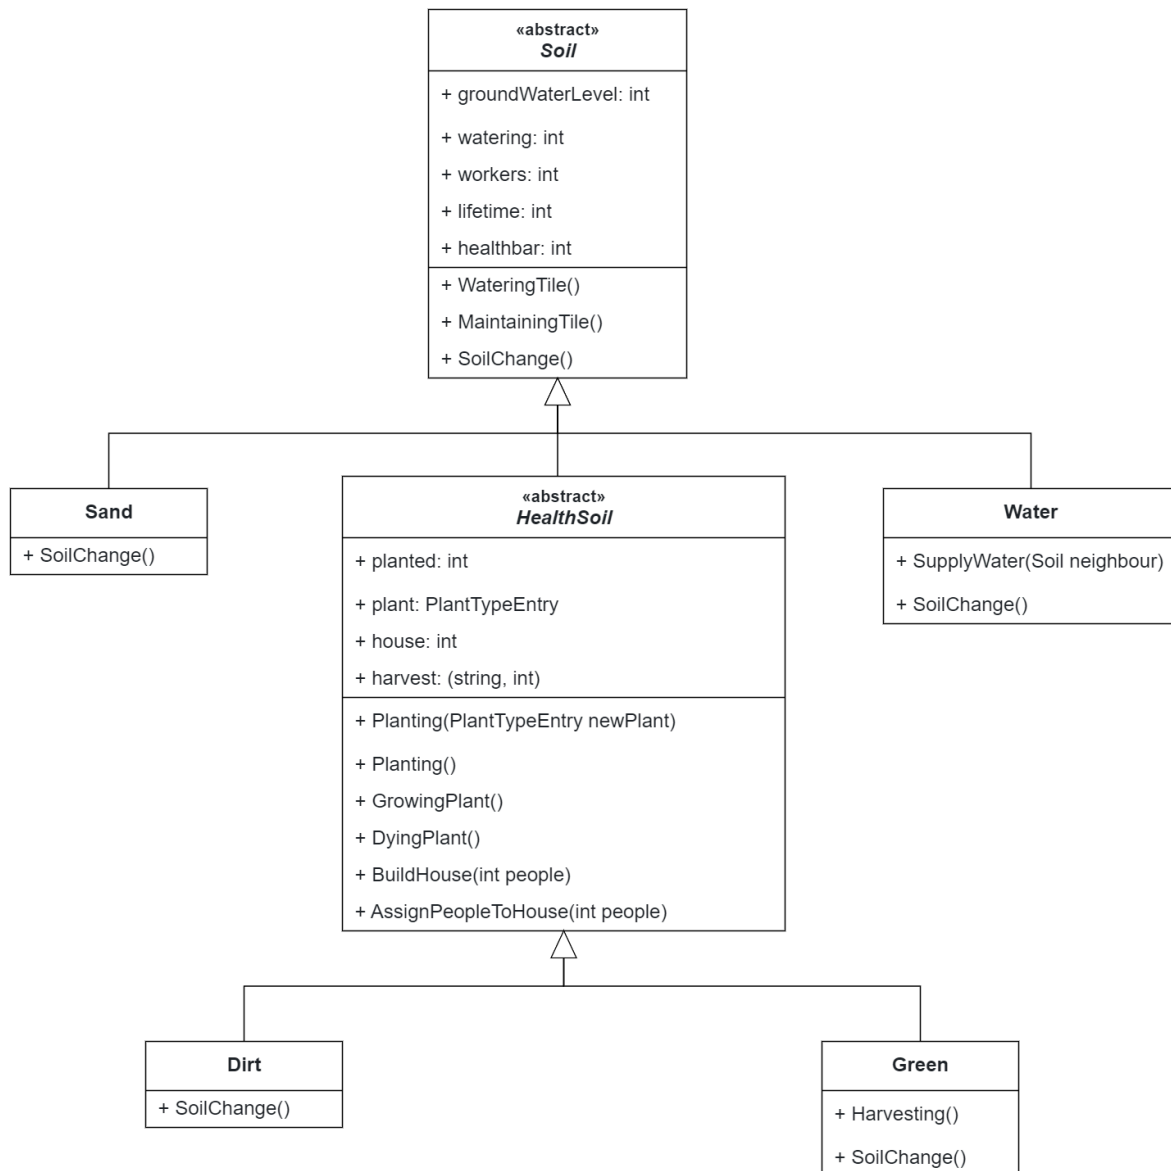 «abstract»
Soil
+ groundWaterLevel: int
+ watering: int
+ workers: int
+ lifetime: int
+ healthbar: int
+ WateringTile()
+ MaintainingTile()
+ SoilChange()
Sand
+ SoilChange()
«abstract»
HealthSoil
+ planted: int
+ plant: PlantTypeEntry
+ house: int
+ harvest: (string, int)
+ Planting(PlantTypeEntry newPlant)
+ Planting()
+ GrowingPlant()
+ DyingPlant()
+ BuildHouse(int people)
+ AssignPeopleToHouse(int people)
Water
+ SupplyWater(Soil neighbour)
+ SoilChange()
Dirt
+ SoilChange()
Green
+ Harvesting()
+ SoilChange()